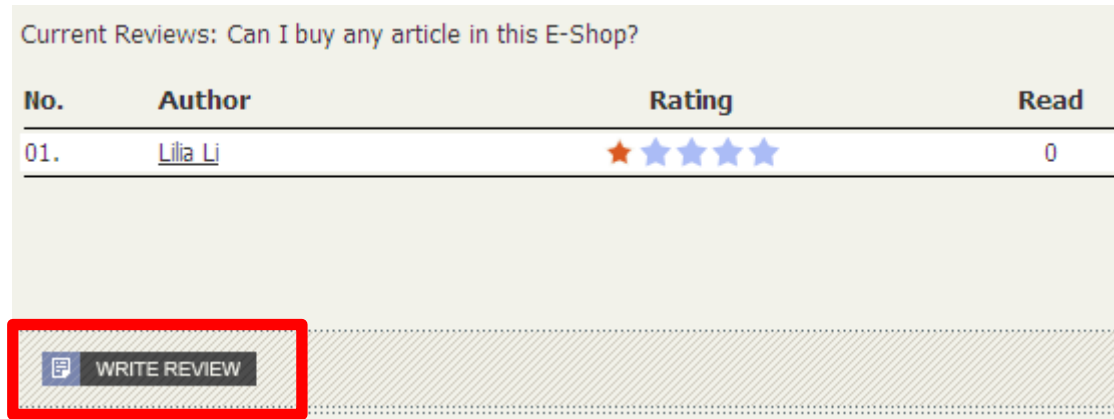 Current Reviews: Can I buy any article in this E-Shop?
No. Author Rating Read
01. Lilia Li 0
WRITE REVIEW